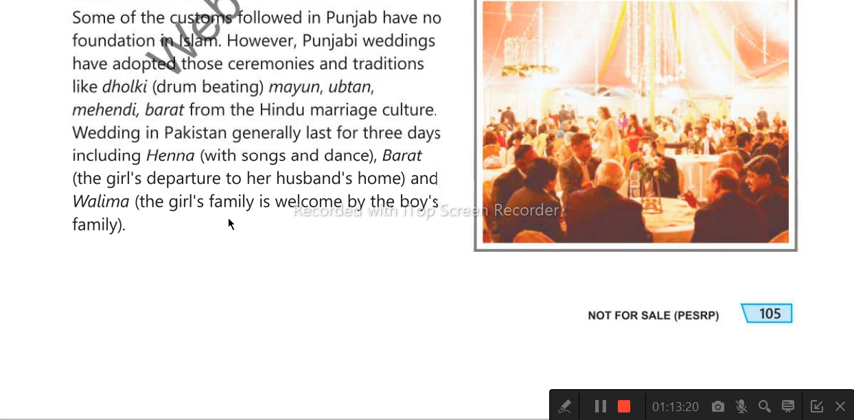 Some of the customs followed in Punjab have no
foundation in Islam. However, Punjabi weddings
have adopted those ceremonies and traditions
like dholki (drum beating) mayun, ubtan,
mehendi, barat from the Hindu marriage culture.
Wedding in Pakistan generally last for three days
including Henna (with songs and dance), Barat
(the girl's departure to her husband's home) and
Walima (the girl's family is welcome by the boy's
family).
Web
Recorded with iTop Screen Recorder
NOT FOR SALE (PESRP)
105
01:13:20